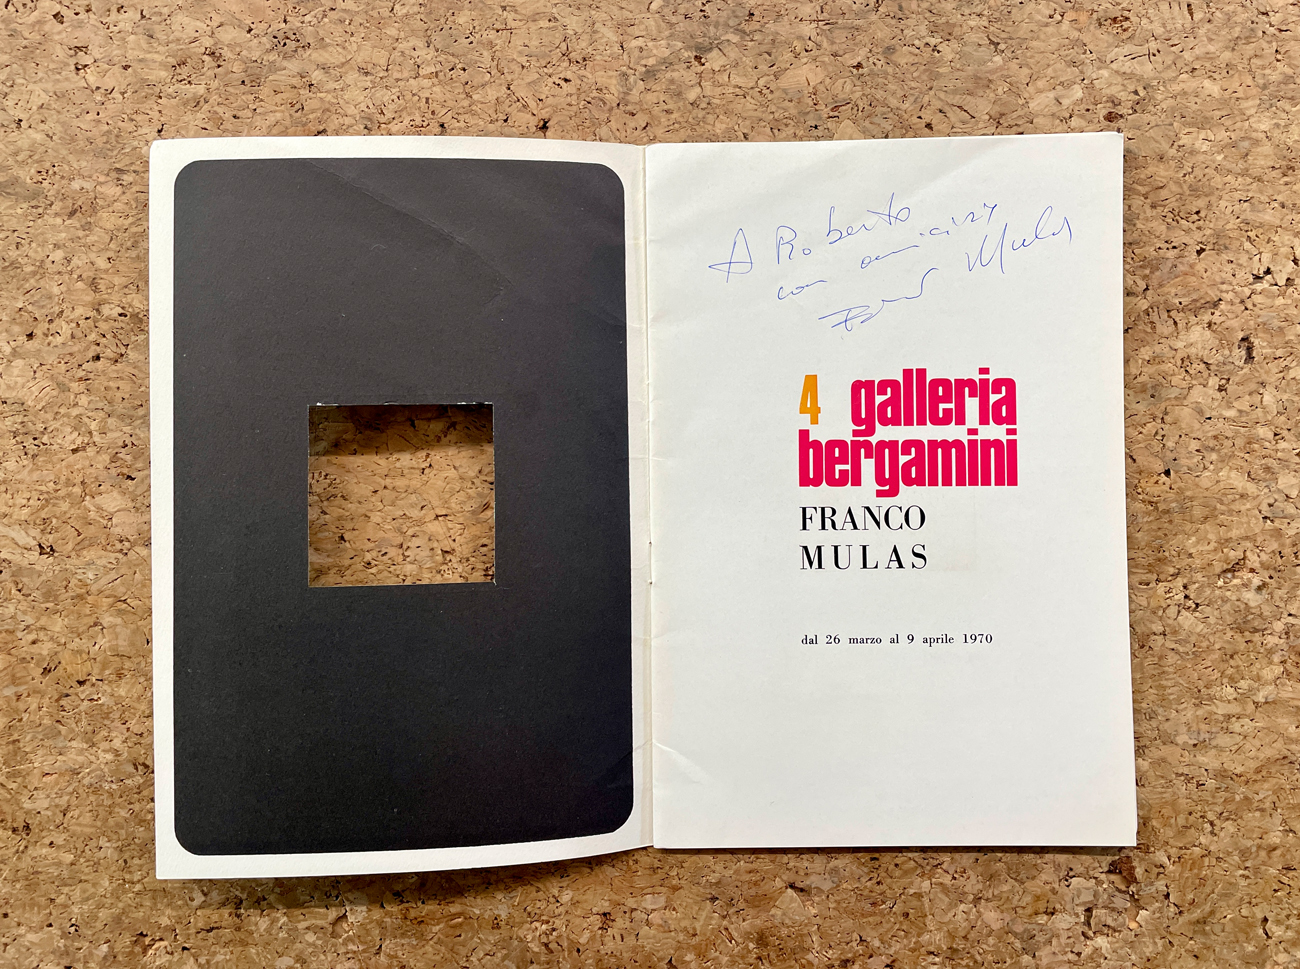 A Roberto
con amicizia
Franco Mulas
4 galleria
bergamini
FRANCO
MULAS
dal 26 marzo al 9 aprile 1970